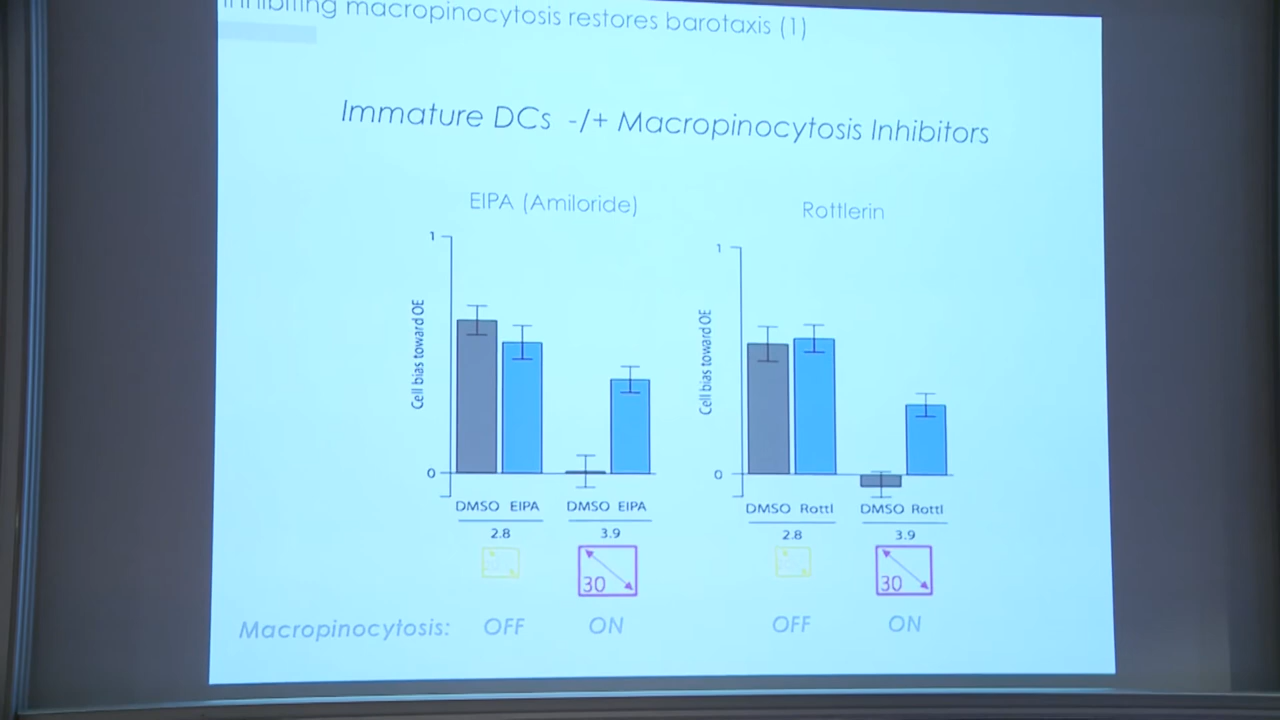 Inhibiting macropinocytosis restores barotaxis (1)
Immature DCs -/+ Macropinocytosis Inhibitors
EIPA (Amiloride)
Rottlerin
1
Cell bias toward OE
0
DMSO EIPA DMSO EIPA
2.8 3.9
30
1
Cell bias toward OE
0
DMSO Rottl DMSO Rottl
2.8 3.9
30
Macropinocytosis: OFF ON OFF ON